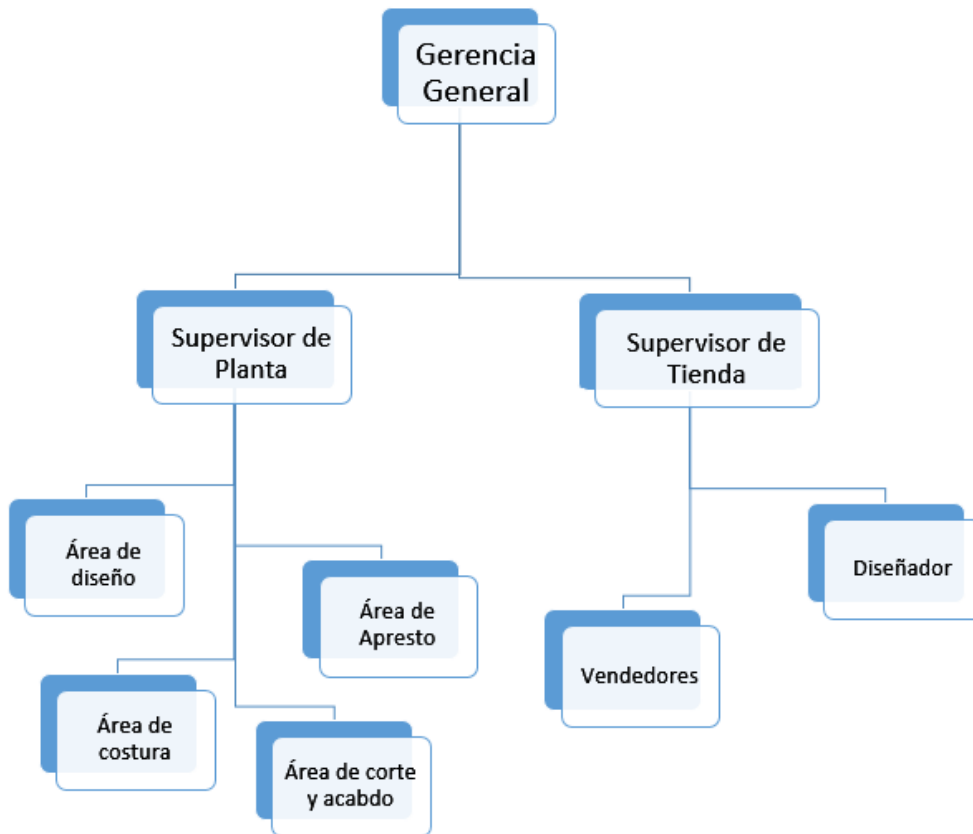 Gerencia
General
Supervisor de
Planta
Supervisor de
Tienda
Área de
diseño
Área de
Apresto
Área de
costura
Área de corte
y acabdo
Vendedores
Diseñador